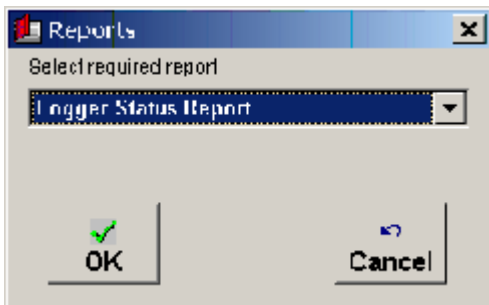 Reports
Select required report
Logger Status Report
OK
Cancel